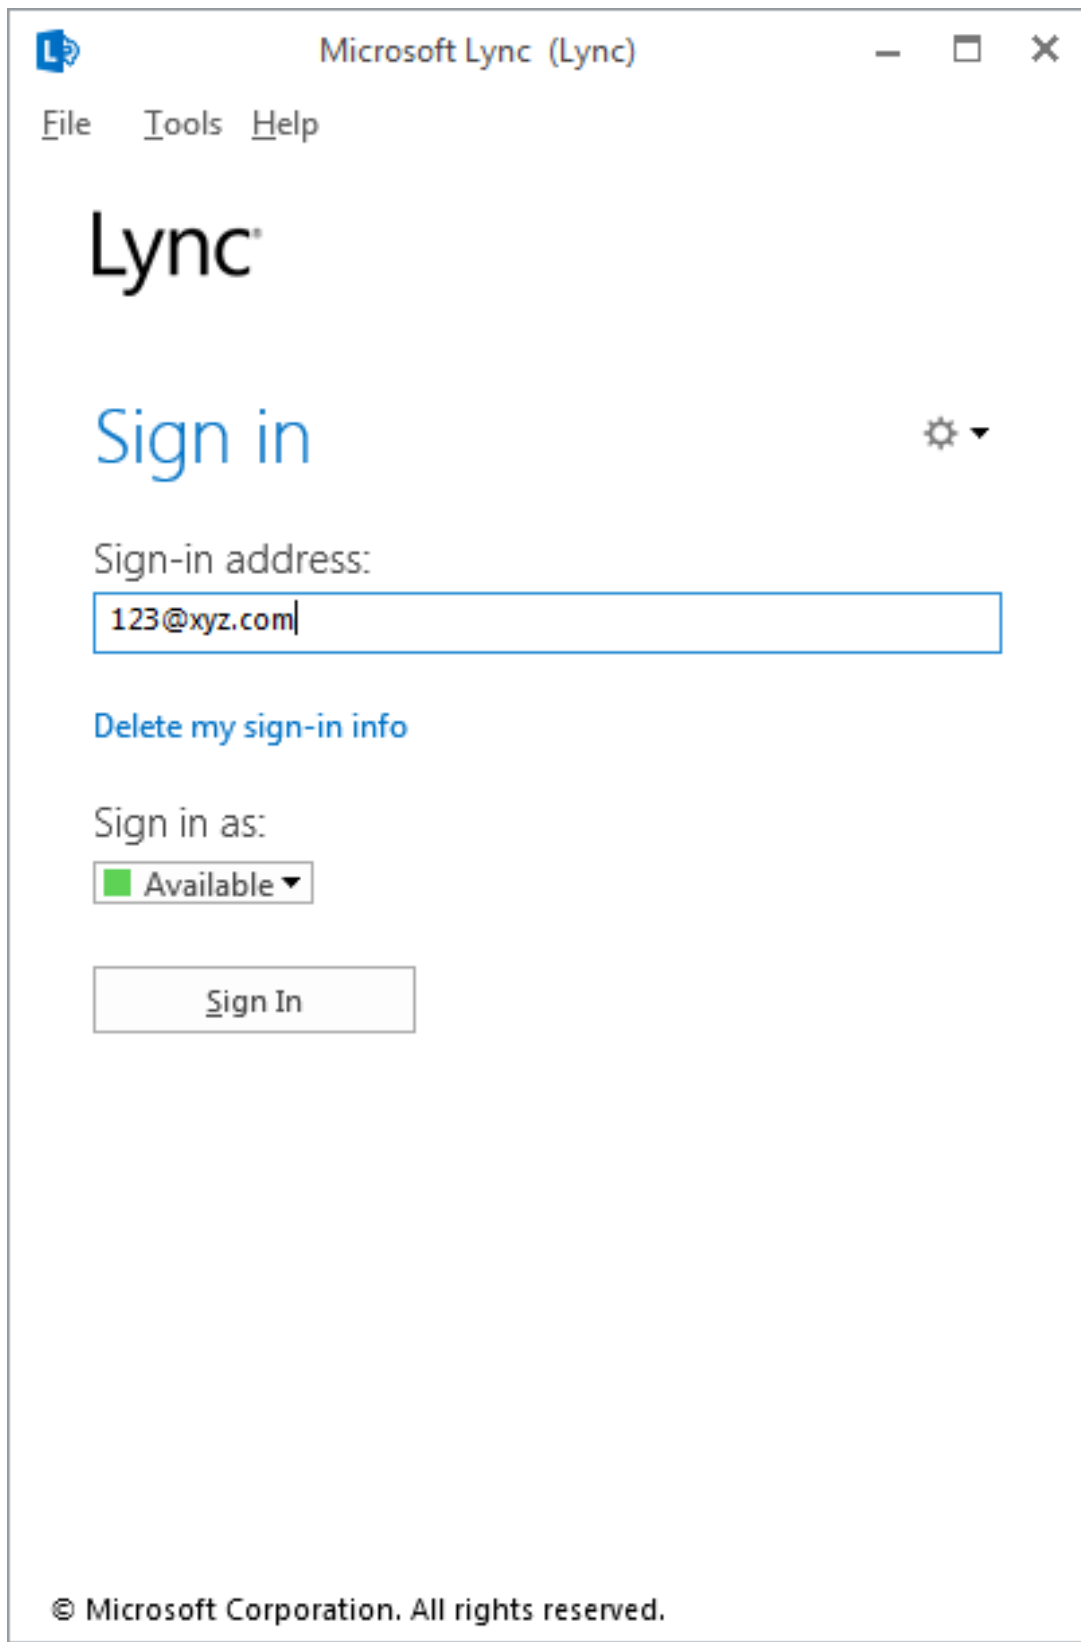 Microsoft Lync (Lync)
File Tools Help
Lync®
Sign in
Sign-in address:
123@xyz.com
Delete my sign-in info
Sign in as:
Available
Sign In
© Microsoft Corporation. All rights reserved.